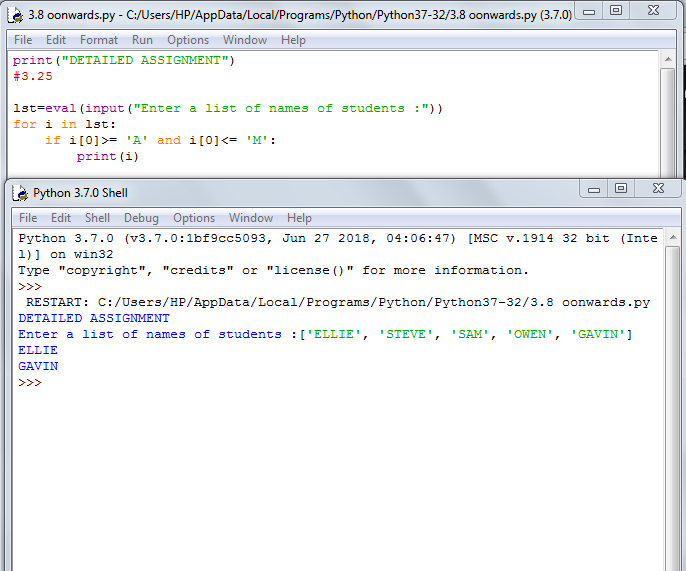 3.8 oonwards.py - C:/Users/HP/AppData/Local/Programs/Python/Python37-32/3.8 oonwards.py (3.7.0)
File Edit Format Run Options Window Help
print("DETAILED ASSIGNMENT")
#3.25
lst=eval(input("Enter a list of names of students :"))
for i in lst:
    if i[0]>= 'A' and i[0]<= 'M':
        print(i)
Python 3.7.0 Shell
File Edit Shell Debug Options Window Help
Python 3.7.0 (v3.7.0:1bf9cc5093, Jun 27 2018, 04:06:47) [MSC v.1914 32 bit (Inte
l)] on win32
Type "copyright", "credits" or "license()" for more information.
>>>
 RESTART: C:/Users/HP/AppData/Local/Programs/Python/Python37-32/3.8 oonwards.py
DETAILED ASSIGNMENT
Enter a list of names of students :['ELLIE', 'STEVE', 'SAM', 'OWEN', 'GAVIN']
ELLIE
GAVIN
>>>